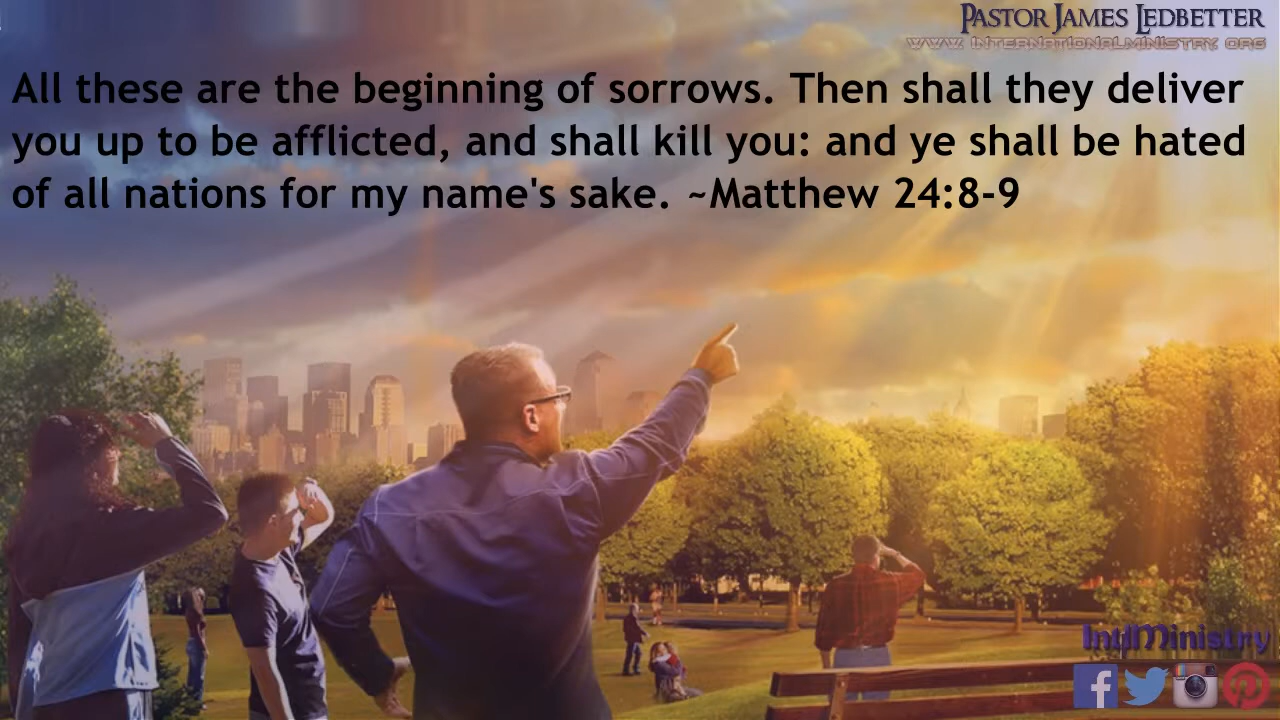 Pastor James Ledbetter
www.internationalministry.org
All these are the beginning of sorrows. Then shall they deliver
you up to be afflicted, and shall kill you: and ye shall be hated
of all nations for my name's sake. ~Matthew 24:8-9
IntlMinistry